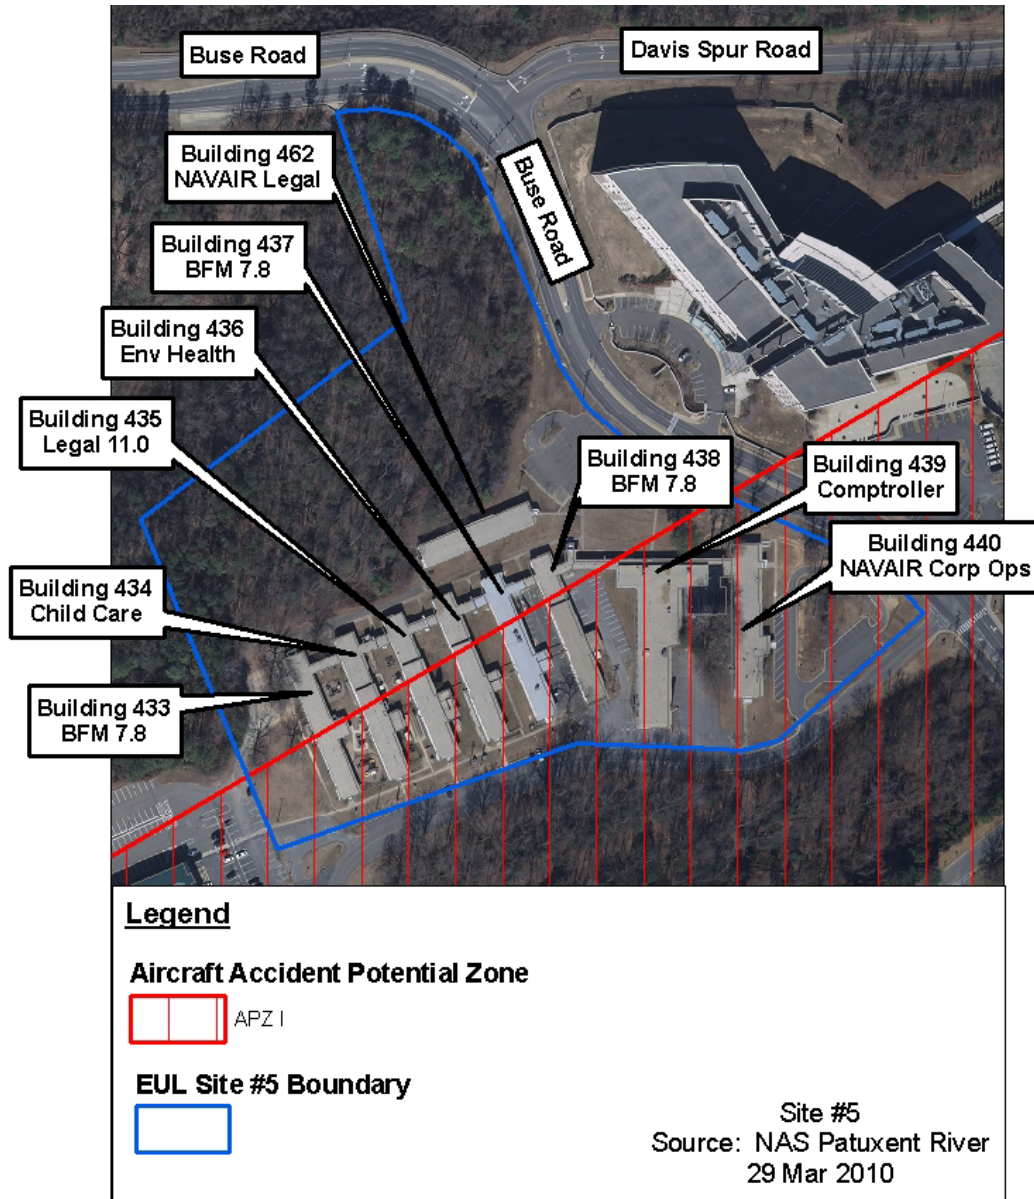 Buse Road
Davis Spur Road
Building 462
NAVAIR Legal
Buse Road
Building 437
BFM 7.8
Building 436
Env Health
Building 435
Legal 11.0
Building 438
BFM 7.8
Building 439
Comptroller
Building 440
NAVAIR Corp Ops
Building 434
Child Care
Building 433
BFM 7.8
Legend
Aircraft Accident Potential Zone
APZ I
EUL Site #5 Boundary
Site #5
Source: NAS Patuxent River
29 Mar 2010